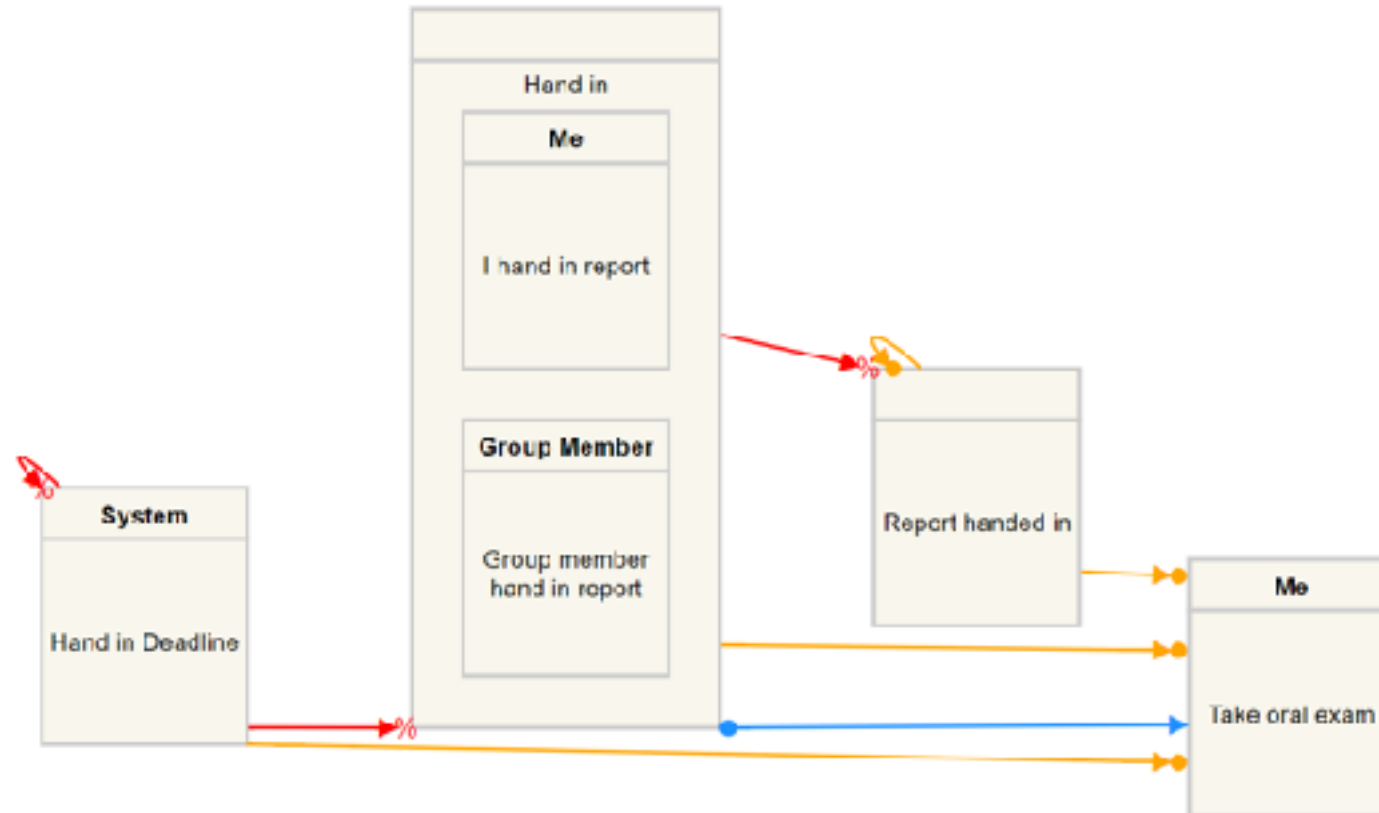 Hand in
Me
I hand in report
Group Member
Group member
hand in report
%
Report handed in
%
System
Hand in Deadline
%
Me
Take oral exam